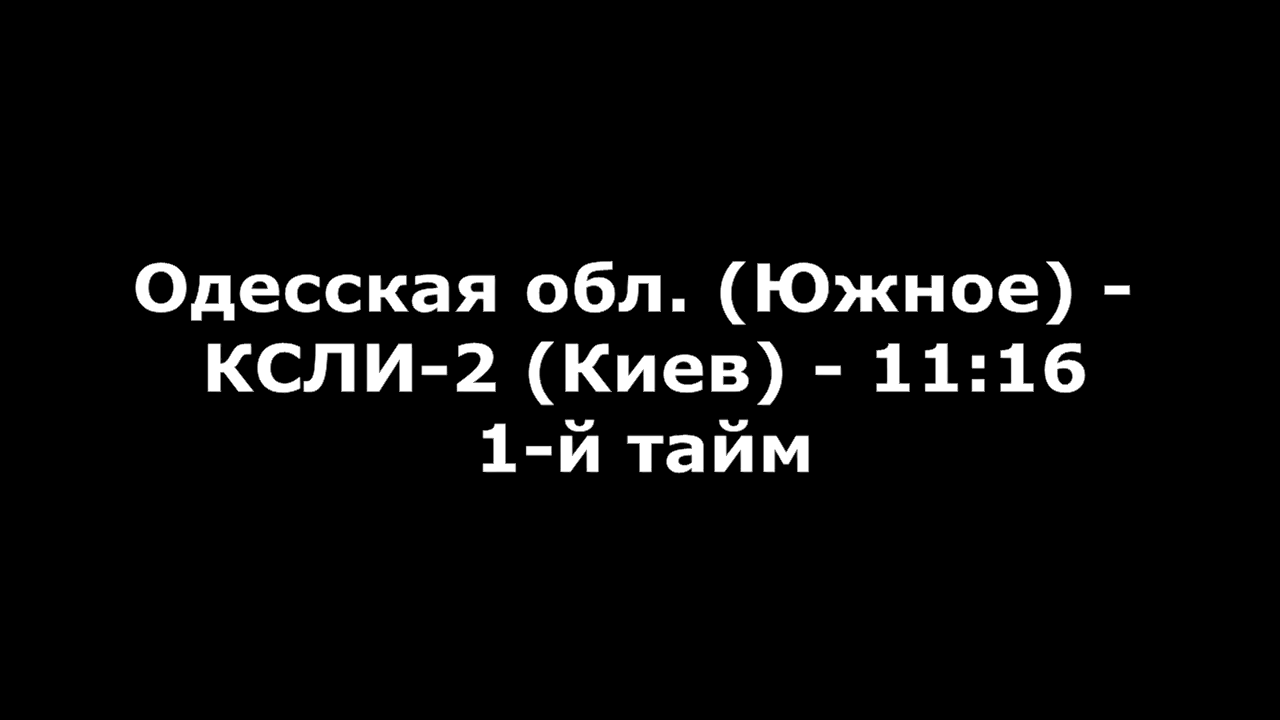 Одесская обл. (Южное) -
КСЛИ-2 (Киев) - 11:16
1-й тайм